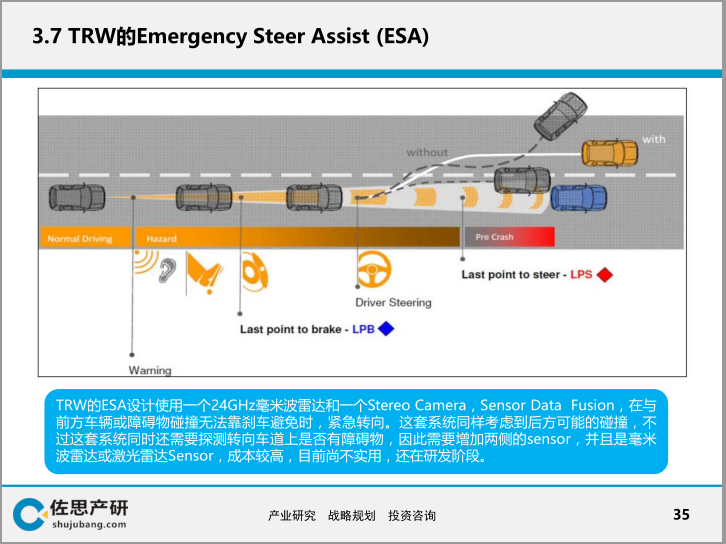 3.7 TRW的Emergency Steer Assist (ESA)
without
with
Normal Driving
Hazard
Pre Crash
Last point to steer - LPS
Driver Steering
Last point to brake - LPB
Warning
TRW的ESA设计使用一个24GHz毫米波雷达和一个Stereo Camera，Sensor Data Fusion，在与
前方车辆或障碍物碰撞无法靠刹车避免时，紧急转向。这套系统同样考虑到后方可能的碰撞，不
过这套系统同时还需要探测转向车道上是否有障碍物，因此需要增加两侧的sensor，并且是毫米
波雷达或激光雷达Sensor，成本较高，目前尚不实用，还在研发阶段。
佐思产研
shujubang.com
产业研究 战略规划 投资咨询
35